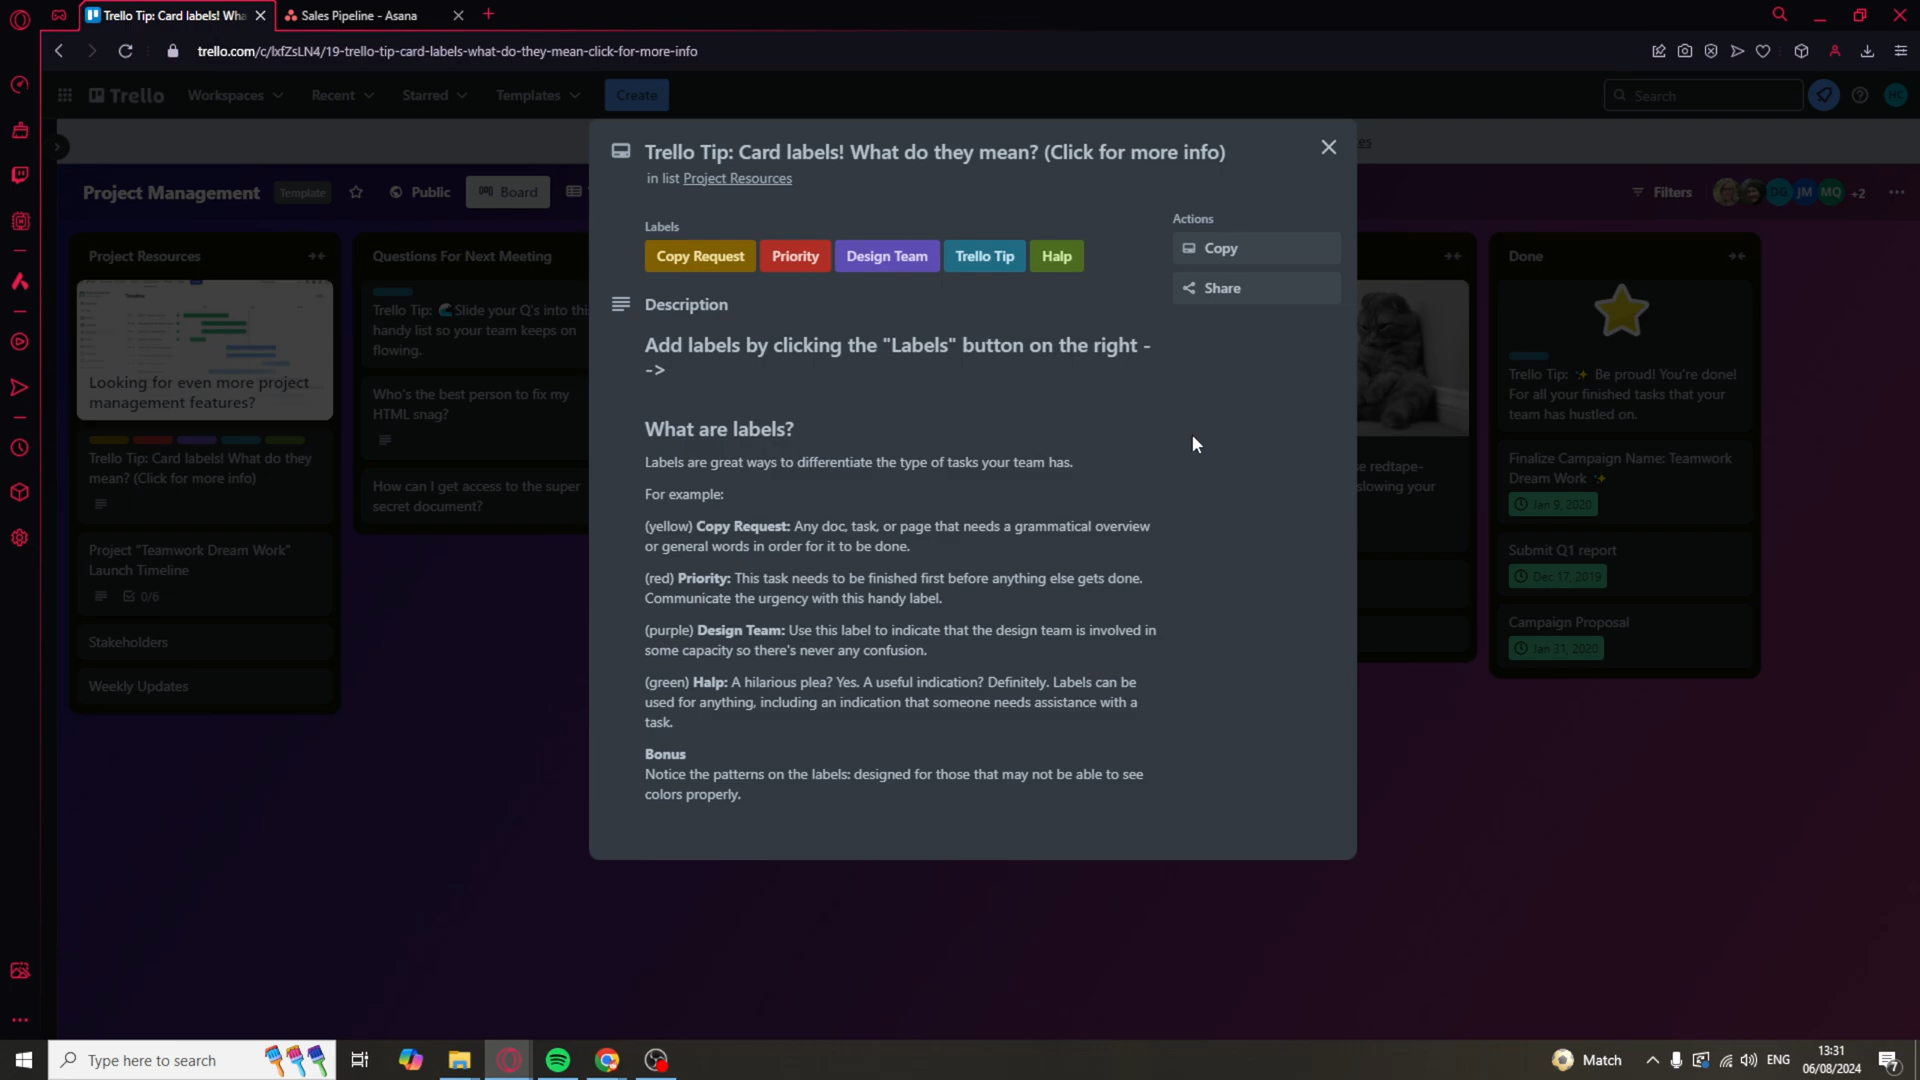 Trello Tip: Card labels! Wha
Sales Pipeline - Asana
trello.com/c/lxfZsLN4/19-trello-tip-card-labels-what-do-they-mean-click-for-more-info
Trello
Workspaces
Recent
Starred
Templates
Create
Search
HC
Project Management
Template
Public
Board
Filters
DG
JM
MQ
+2
Project Resources
Looking for even more project
management features?
Trello Tip: Card labels! What do they
mean? (Click for more info)
Project "Teamwork Dream Work"
Launch Timeline
0/6
Stakeholders
Weekly Updates
Questions For Next Meeting
Trello Tip: 🌊Slide your Q's into this
handy list so your team keeps on
flowing.
Who's the best person to fix my
HTML snag?
How can I get access to the super
secret document?
Trello Tip: Card labels! What do they mean? (Click for more info)
in list Project Resources
Labels
Copy Request
Priority
Design Team
Trello Tip
Halp
Actions
Copy
Share
Description
Add labels by clicking the "Labels" button on the right -
->
What are labels?
Labels are great ways to differentiate the type of tasks your team has.
For example:
(yellow) Copy Request: Any doc, task, or page that needs a grammatical overview
or general words in order for it to be done.
(red) Priority: This task needs to be finished first before anything else gets done.
Communicate the urgency with this handy label.
(purple) Design Team: Use this label to indicate that the design team is involved in
some capacity so there's never any confusion.
(green) Halp: A hilarious plea? Yes. A useful indication? Definitely. Labels can be
used for anything, including an indication that someone needs assistance with a
task.
Bonus
Notice the patterns on the labels: designed for those that may not be able to see
colors properly.
es
e redtape-
slowing your
Done
Trello Tip: ✨ Be proud! You're done!
For all your finished tasks that your
team has hustled on.
Finalize Campaign Name: Teamwork
Dream Work ✨
Jan 9, 2020
Submit Q1 report
Dec 17, 2019
Campaign Proposal
Jan 31, 2020
Type here to search
Match
ENG
13:31
06/08/2024
7